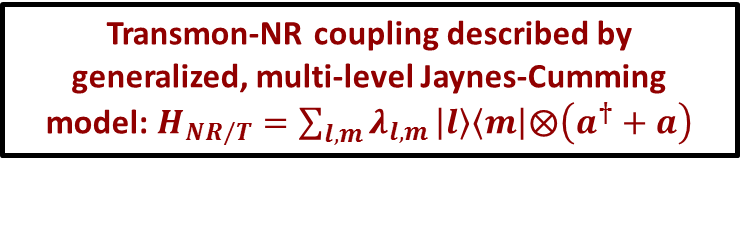 Transmon-NR coupling described by
generalized, multi-level Jaynes-Cumming
model: 𝑯_{𝑵𝑹/𝑻} = ∑_{𝒍,𝒎} 𝝀_{𝒍,𝒎} |𝒍⟩⟨𝒎|⊗(𝒂^† + 𝒂)